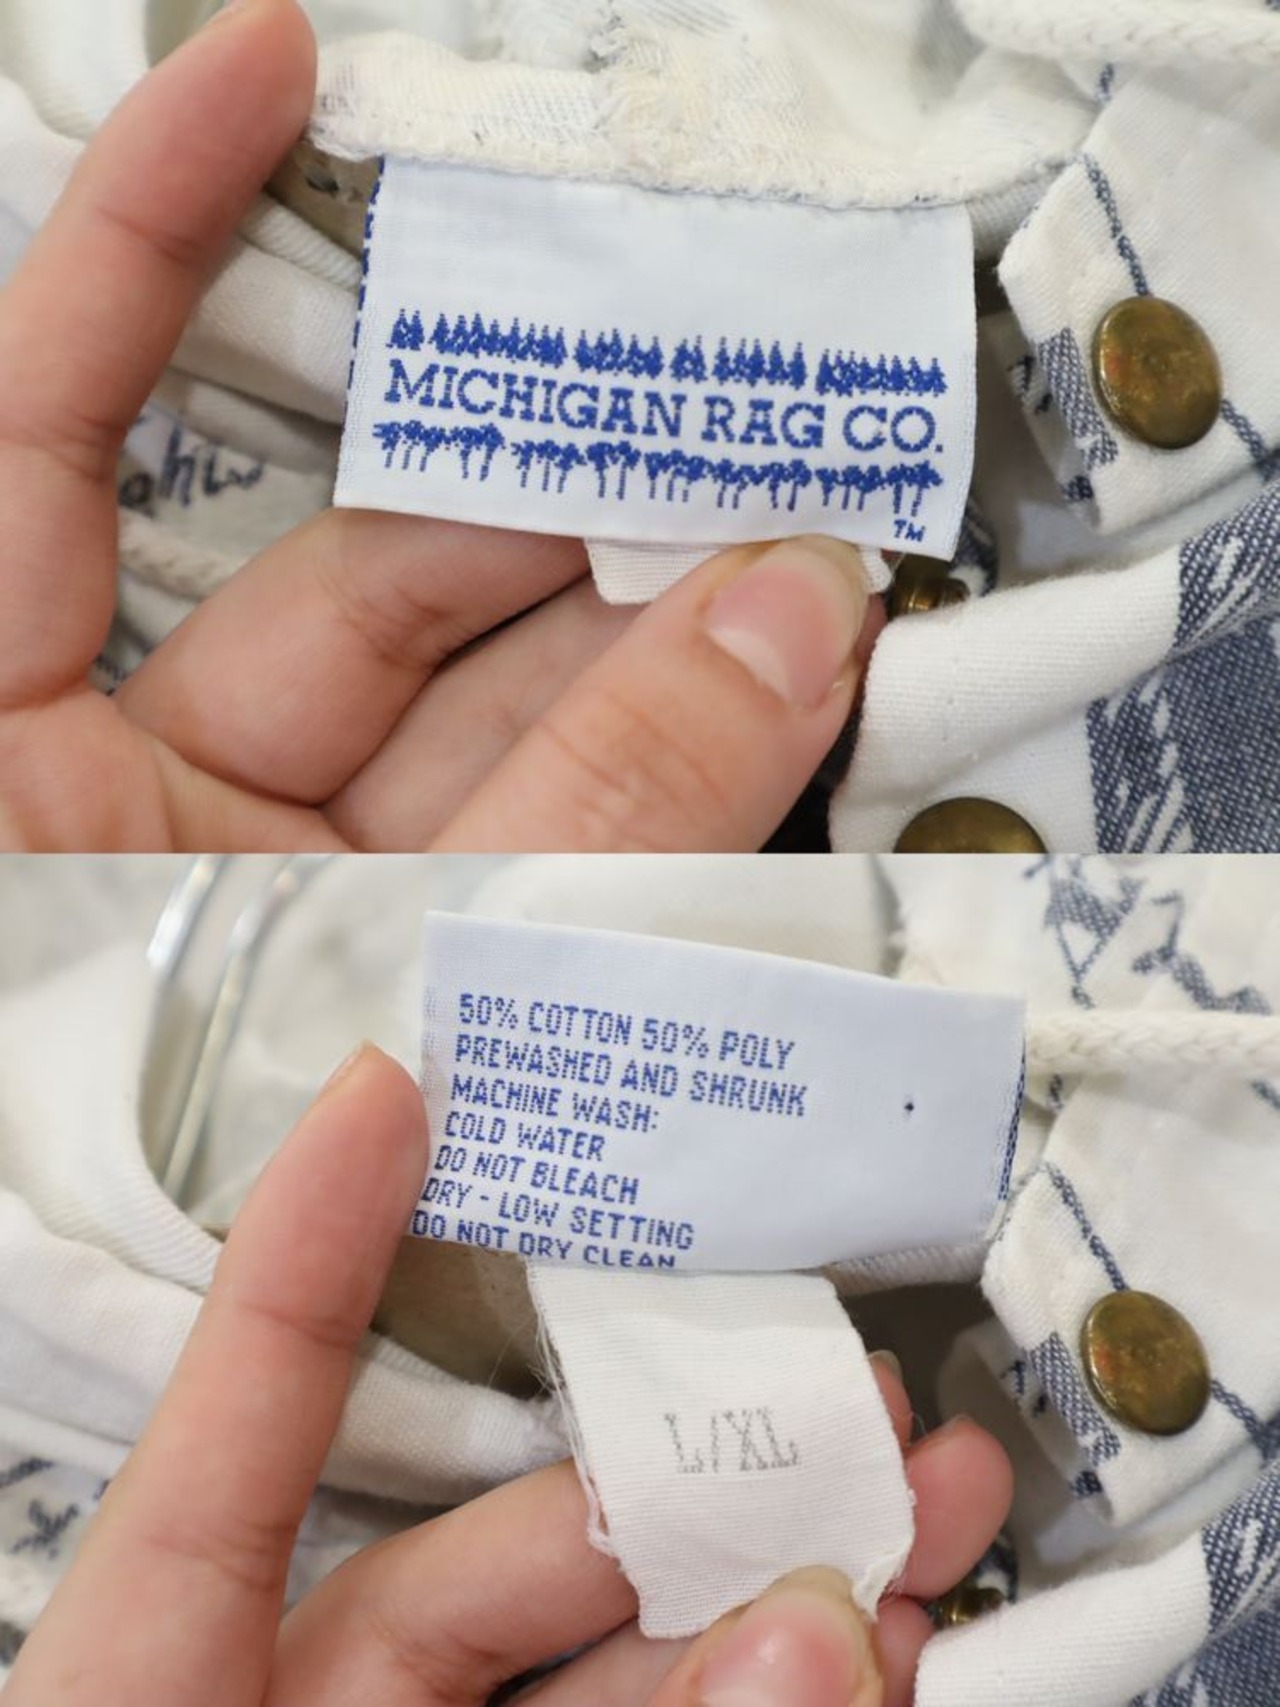 MICHIGAN RAG CO.
TM
50% COTTON 50% POLY
PREWASHED AND SHRUNK
MACHINE WASH:
COLD WATER
DO NOT BLEACH
DRY - LOW SETTING
DO NOT DRY CLEAN
L/XL